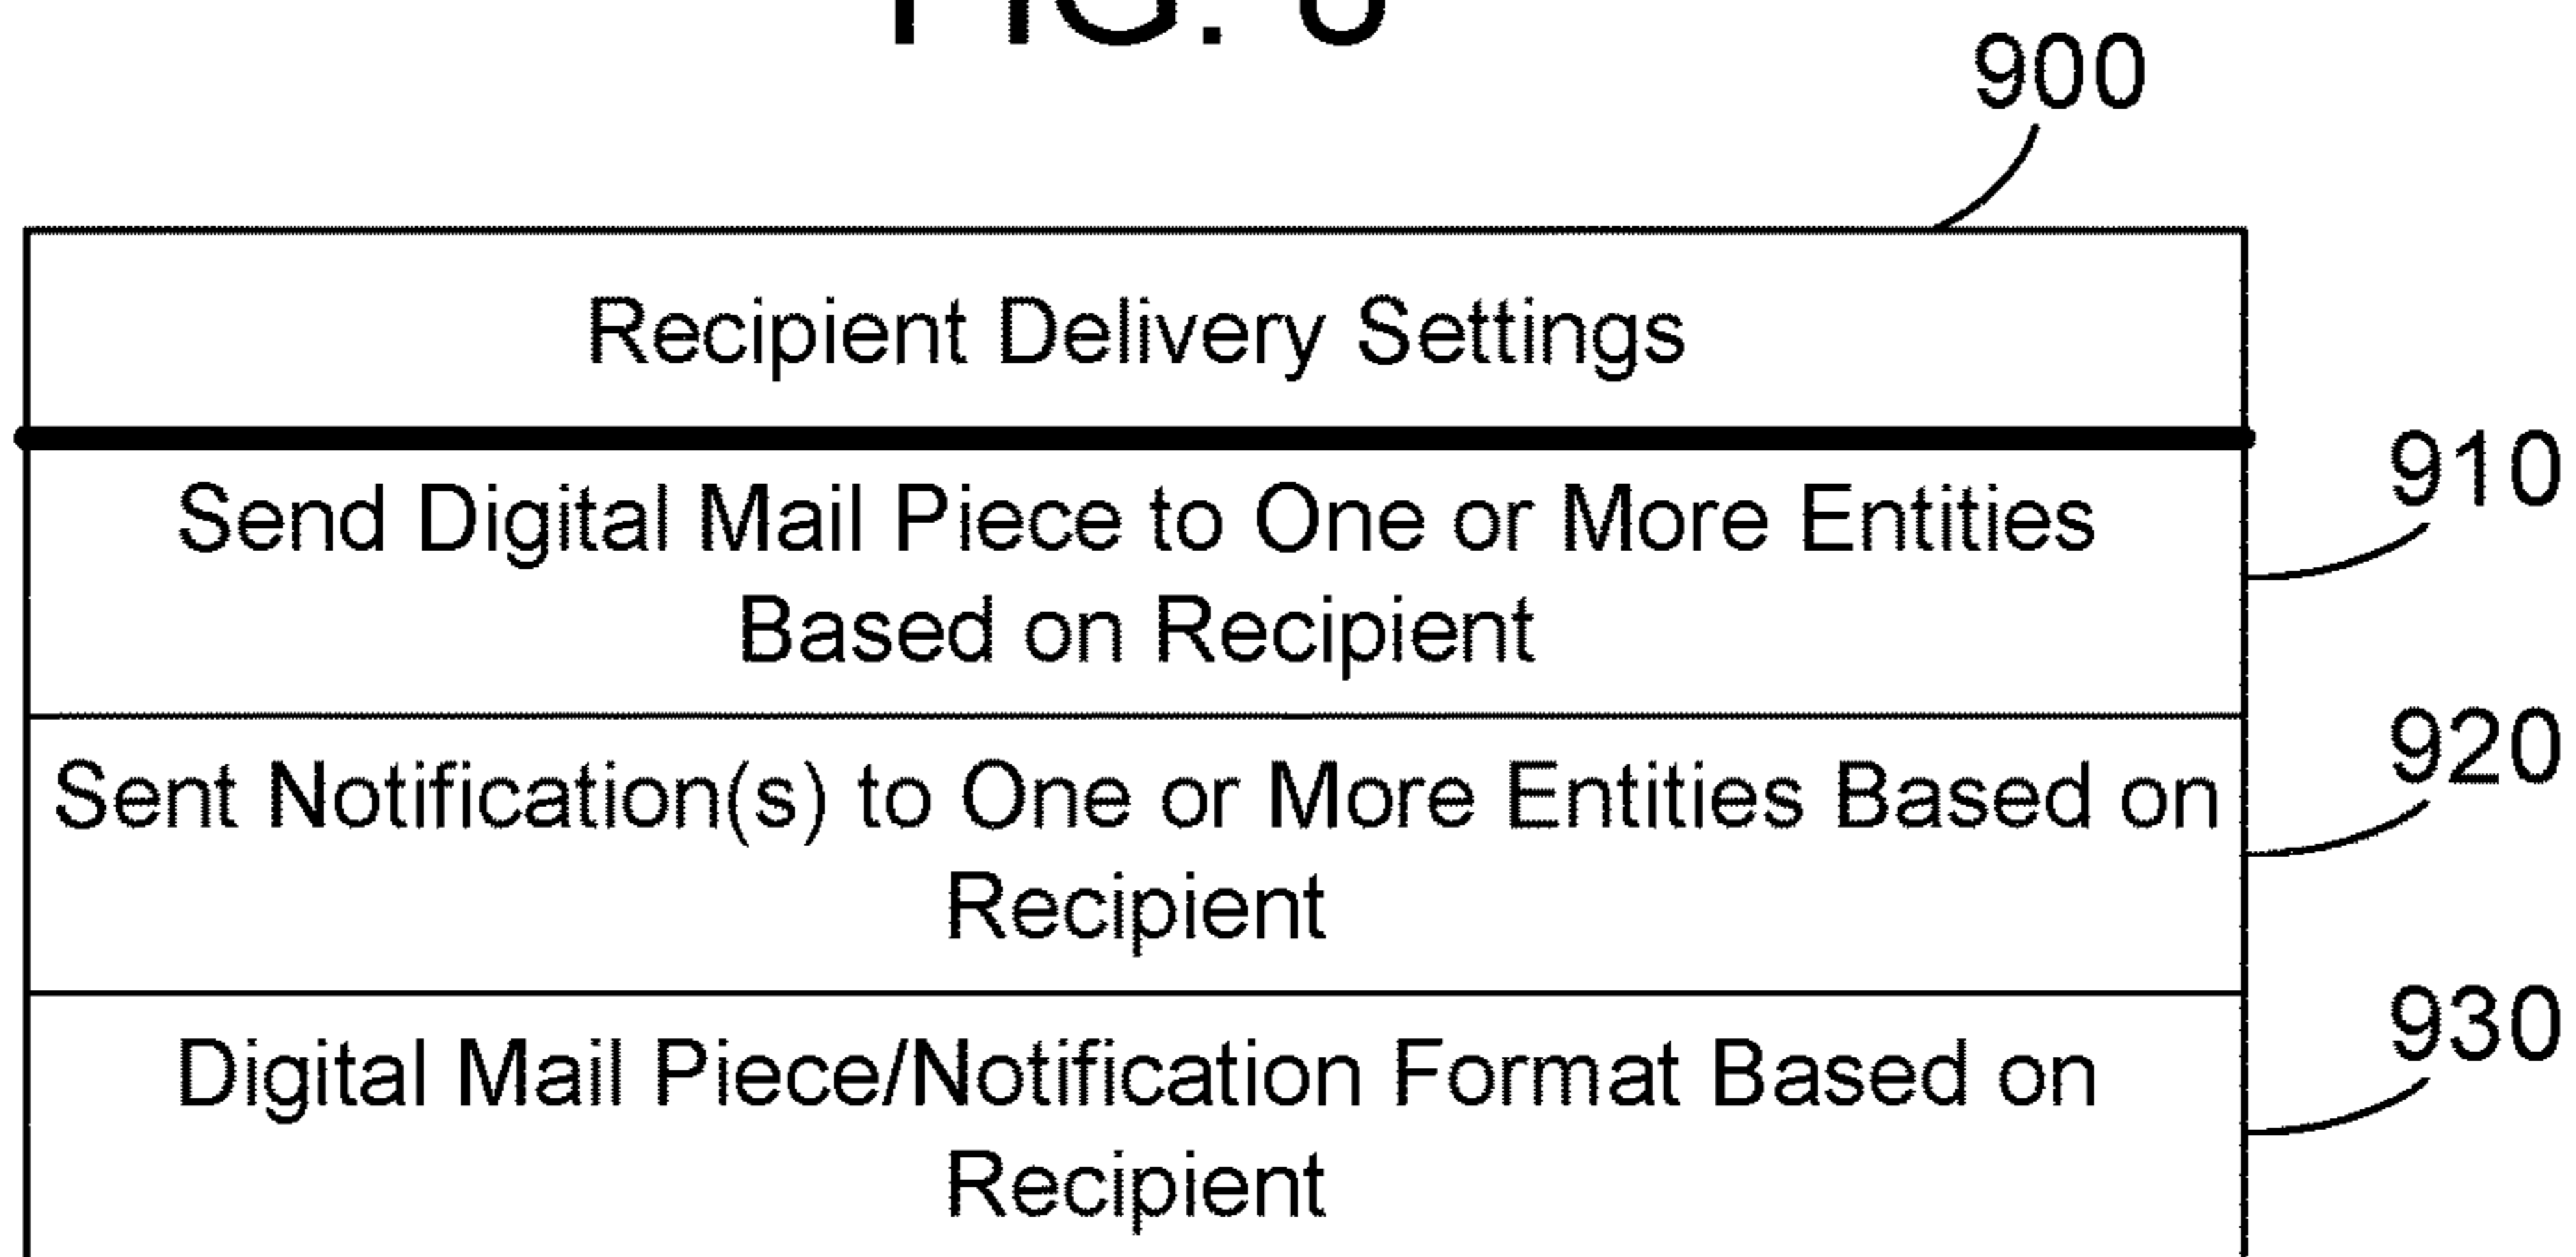 FIG.
900
Recipient Delivery Settings
910
Send Digital Mail Piece to One or More Entities
Based on Recipient
920
Sent Notification(s) to One or More Entities Based on
Recipient
930
Digital Mail Piece/Notification Format Based on
Recipient